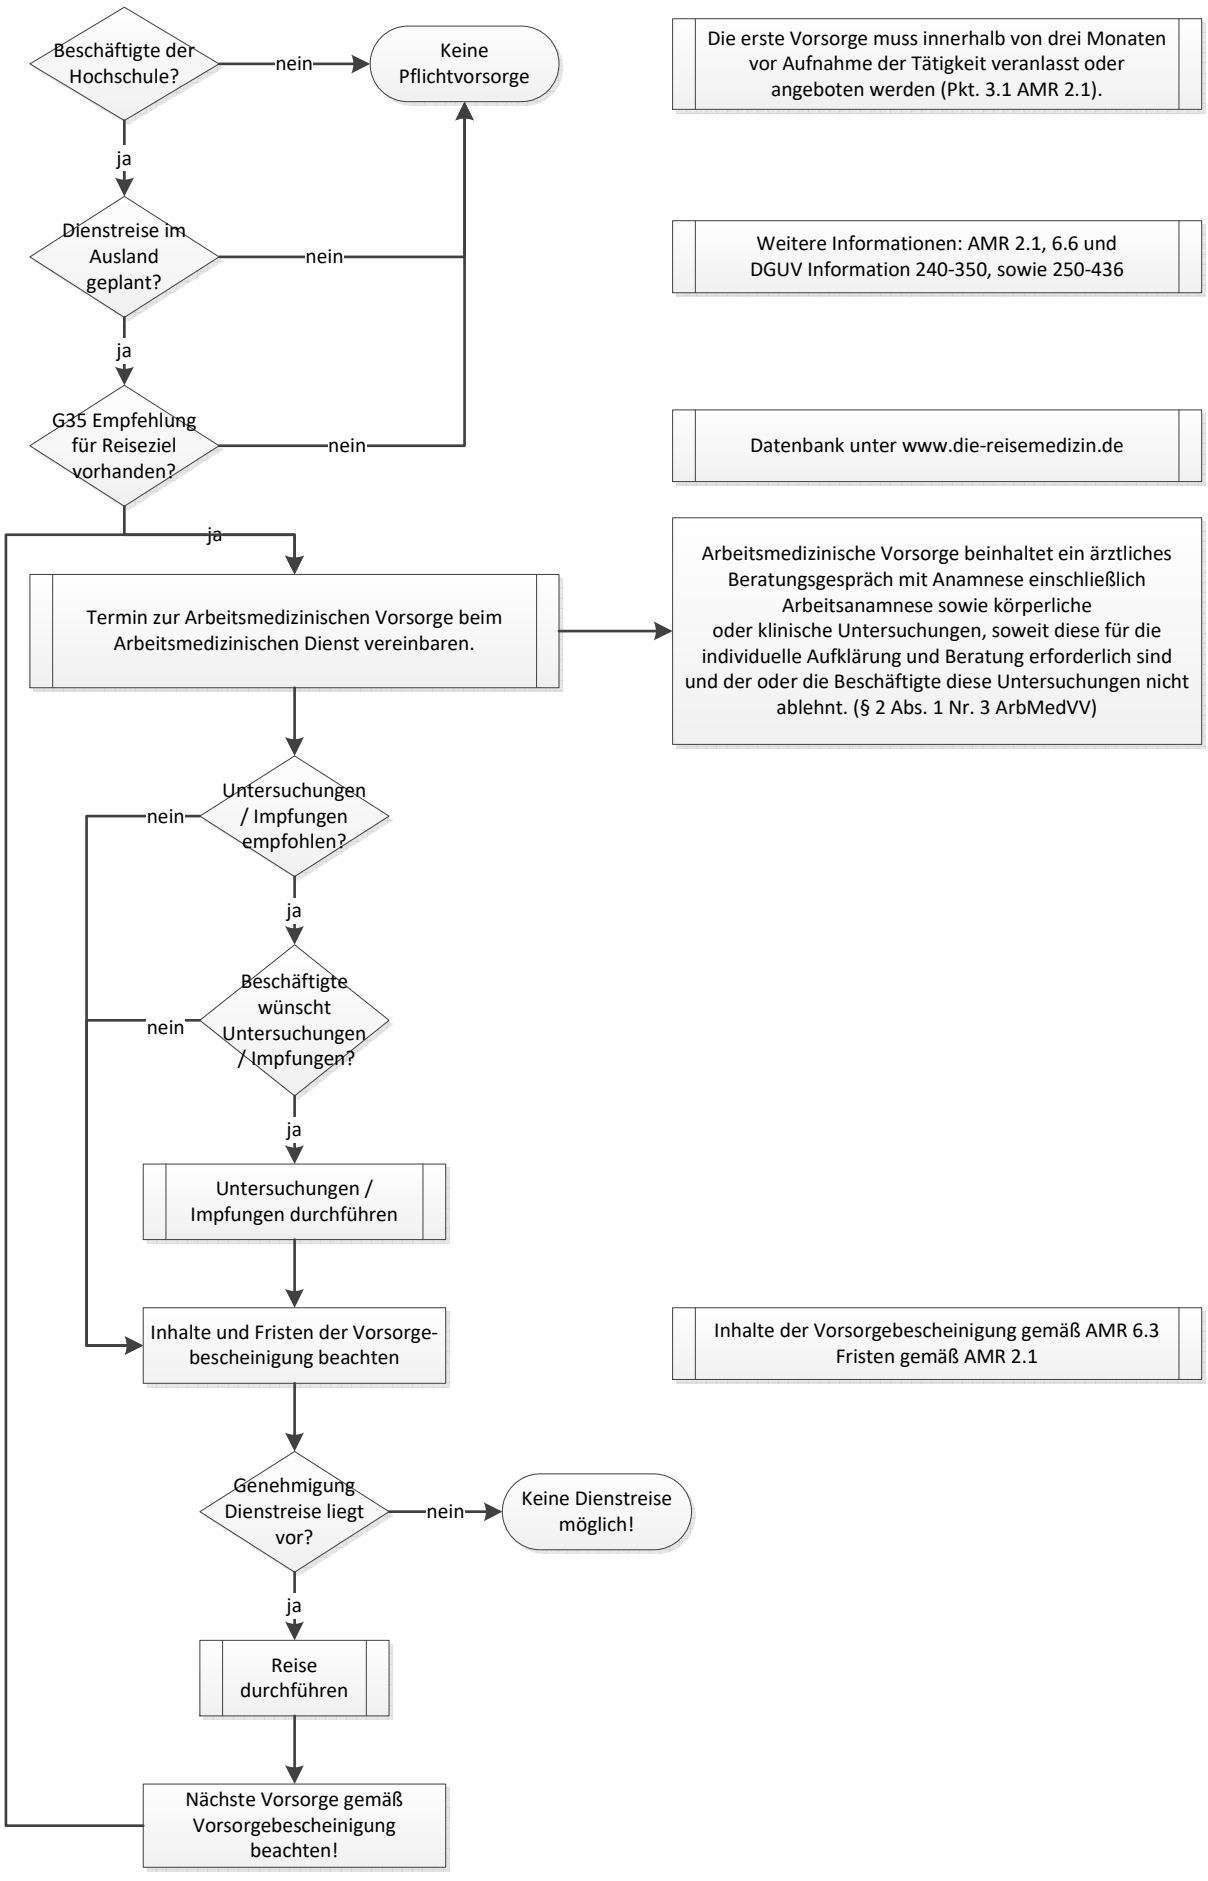 Beschäftigte der
Hochschule?
nein
Keine
Pflichtvorsorge
Die erste Vorsorge muss innerhalb von drei Monaten
vor Aufnahme der Tätigkeit veranlasst oder
angeboten werden (Pkt. 3.1 AMR 2.1).
ja
Dienstreise im
Ausland
geplant?
nein
Weitere Informationen: AMR 2.1, 6.6 und
DGUV Information 240-350, sowie 250-436
ja
G35 Empfehlung
für Reiseziel
vorhanden?
nein
Datenbank unter www.die-reisemedizin.de
ja
Termin zur Arbeitsmedizinischen Vorsorge beim
Arbeitsmedizinischen Dienst vereinbaren.
Arbeitsmedizinische Vorsorge beinhaltet ein ärztliches
Beratungsgespräch mit Anamnese einschließlich
Arbeitsanamnese sowie körperliche
oder klinische Untersuchungen, soweit diese für die
individuelle Aufklärung und Beratung erforderlich sind
und der oder die Beschäftigte diese Untersuchungen nicht
ablehnt. (§ 2 Abs. 1 Nr. 3 ArbMedVV)
Untersuchungen
/ Impfungen
empfohlen?
nein
ja
Beschäftigte
wünscht
Untersuchungen
/ Impfungen?
nein
ja
Untersuchungen /
Impfungen durchführen
Inhalte und Fristen der Vorsorge-
bescheinigung beachten
Inhalte der Vorsorgebescheinigung gemäß AMR 6.3
Fristen gemäß AMR 2.1
Genehmigung
Dienstreise liegt
vor?
nein
Keine Dienstreise
möglich!
ja
Reise
durchführen
Nächste Vorsorge gemäß
Vorsorgebescheinigung
beachten!